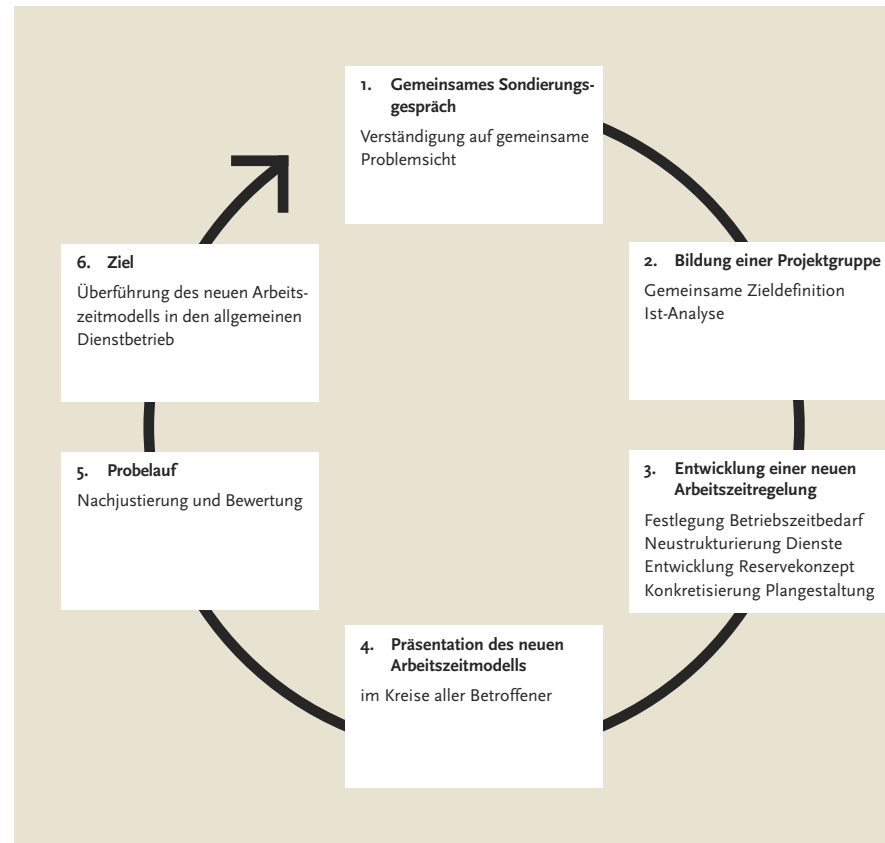 1. Gemeinsames Sondierungs-
gespräch
Verständigung auf gemeinsame
Problemsicht
2. Bildung einer Projektgruppe
Gemeinsame Zieldefinition
Ist-Analyse
3. Entwicklung einer neuen
Arbeitszeitregelung
Festlegung Betriebszeitbedarf
Neustrukturierung Dienste
Entwicklung Reservekonzept
Konkretisierung Plangestaltung
4. Präsentation des neuen
Arbeitszeitmodells
im Kreise aller Betroffener
5. Probelauf
Nachjustierung und Bewertung
6. Ziel
Überführung des neuen Arbeits-
zeitmodells in den allgemeinen
Dienstbetrieb